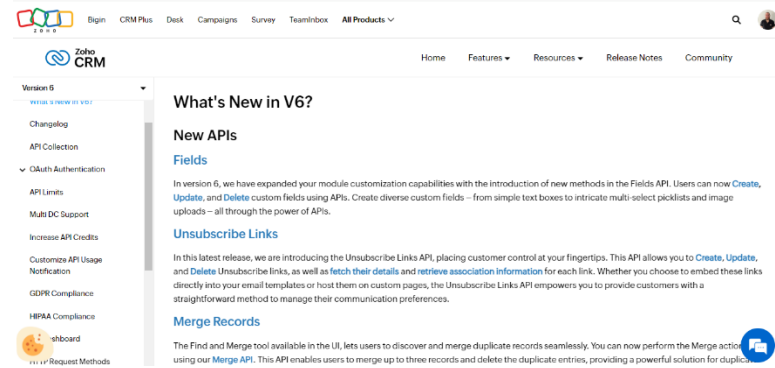 ZOHO
Bigin CRM Plus Desk Campaigns Survey TeamInbox All Products
Zoho
CRM
Home Features Resources Release Notes Community
Version 6
What's New in V6?
Changelog
API Collection
OAuth Authentication
API Limits
Multi DC Support
Increase API Credits
Customize API Usage
Notification
GDPR Compliance
HIPAA Compliance
shboard
HTTP Request Methods
What's New in V6?
New APIs
Fields
In version 6, we have expanded your module customization capabilities with the introduction of new methods in the Fields API. Users can now Create,
Update, and Delete custom fields using APIs. Create diverse custom fields – from simple text boxes to intricate multi-select picklists and image
uploads – all through the power of APIs.
Unsubscribe Links
In this latest release, we are introducing the Unsubscribe Links API, placing customer control at your fingertips. This API allows you to Create, Update,
and Delete Unsubscribe links, as well as fetch their details and retrieve association information for each link. Whether you choose to embed these links
directly into your email templates or host them on custom pages, the Unsubscribe Links API empowers you to provide customers with a
straightforward method to manage their communication preferences.
Merge Records
The Find and Merge tool available in the UI, lets users to discover and merge duplicate records seamlessly. You can now perform the Merge action
using our Merge API. This API enables users to merge up to three records and delete the duplicate entries, providing a powerful solution for duplicat